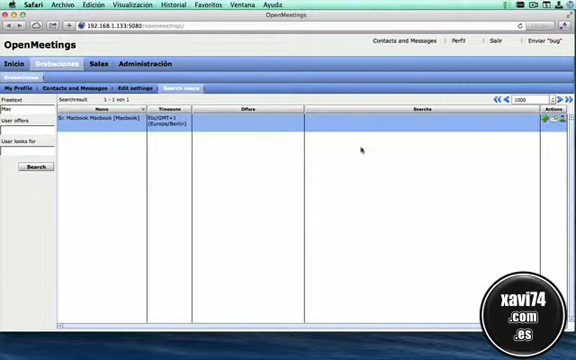 Safari Archivo Edición Visualización Historial Favoritos Ventana Ayuda
OpenMeetings
192.168.1.133:5080/openmeetings/
OpenMeetings
Contacts and Messages Perfil Salir Enviar "bug"
Inicio Grabaciones Salas Administración
Grabaciones
My Profile Contacts and Messages Edit settings Search users
Freetext
Mac
User offers
User looks for
Search
Searchresult 1 - 1 von 1
1000
Name Timezone Offers Searchs Actions
Sr. Macbook Macbook [Macbook] Etc/GMT+1
(Europe/Berlin)
xavi74
.com
.es